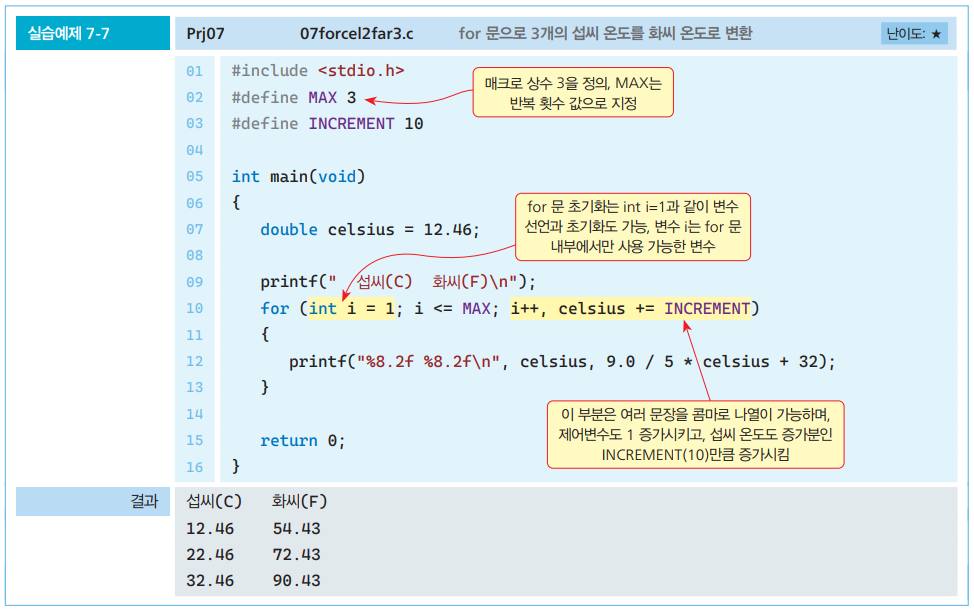 실습예제 7-7 Prj07 07forcel2far3.c for 문으로 3개의 섭씨 온도를 화씨 온도로 변환 난이도: ★
01 #include <stdio.h>
02 #define MAX 3
매크로 상수 3을 정의, MAX는
반복 횟수 값으로 지정
03 #define INCREMENT 10
04
05 int main(void)
06 {
07 double celsius = 12.46;
for 문 초기화는 int i=1과 같이 변수
선언과 초기화도 가능, 변수 i는 for 문
내부에서만 사용 가능한 변수
08
09 printf(" 섭씨(C) 화씨(F)\n");
10 for (int i = 1; i <= MAX; i++, celsius += INCREMENT)
11 {
12 printf("%8.2f %8.2f\n", celsius, 9.0 / 5 * celsius + 32);
13 }
14
이 부분은 여러 문장을 콤마로 나열이 가능하며,
제어변수도 1 증가시키고, 섭씨 온도도 증가분인
INCREMENT(10)만큼 증가시킴
15 return 0;
16 }
결과 섭씨(C) 화씨(F)
12.46 54.43
22.46 72.43
32.46 90.43